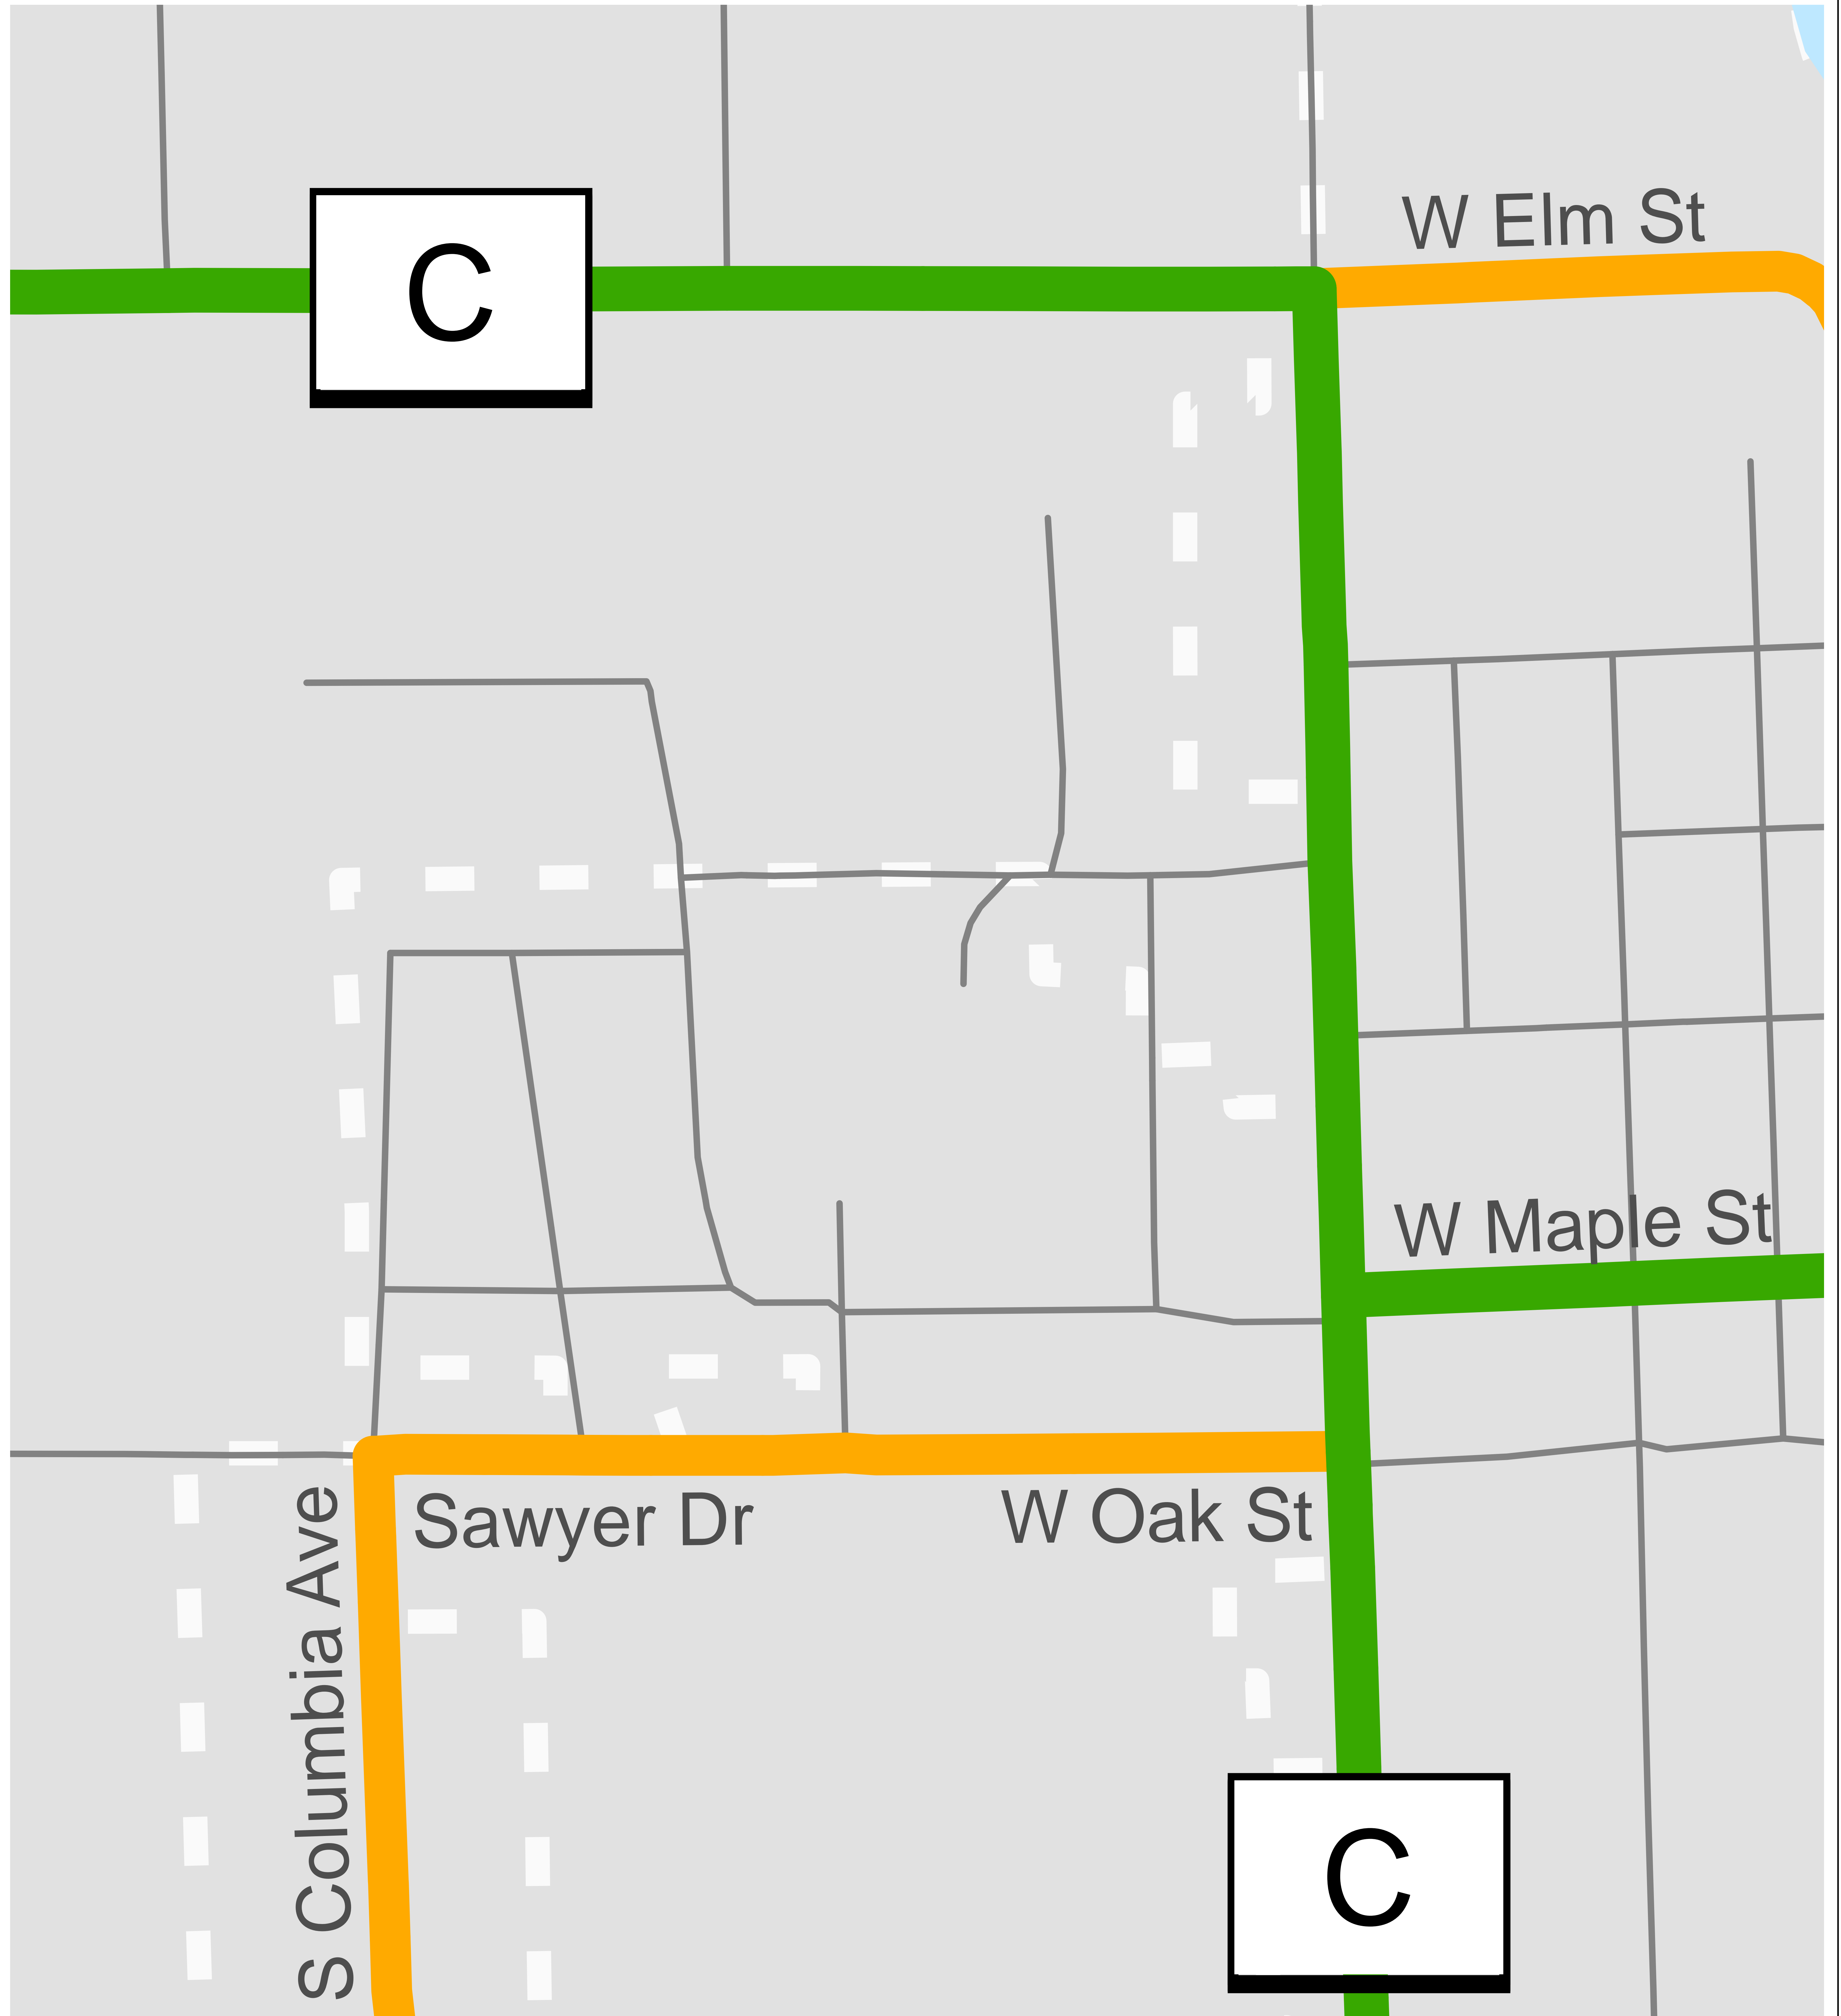 W Elm St
C
W Maple St
Sawyer Dr
W Oak St
S Columbia Ave
C